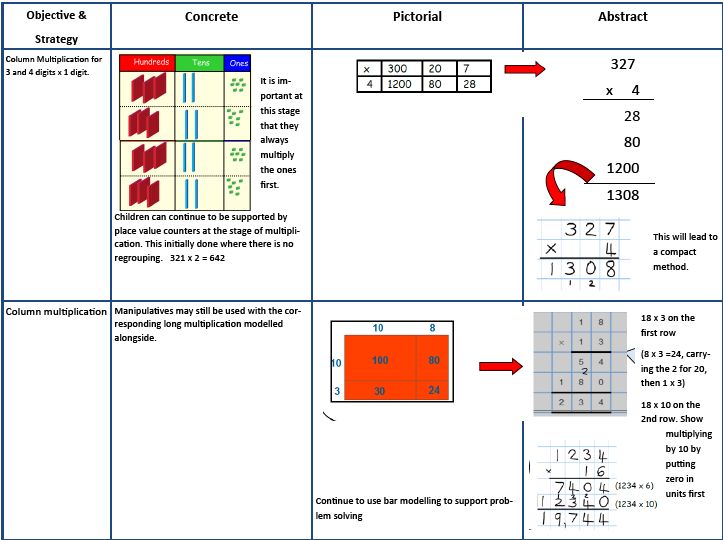 Objective &
Strategy
Concrete
Pictorial
Abstract
Column Multiplication for
3 and 4 digits x 1 digit.
Hundreds Tens Ones
It is im-
portant at
this stage
that they
always
multiply
the ones
first.
Children can continue to be supported by
place value counters at the stage of multipli-
cation. This initially done where there is no
regrouping. 321 x 2 = 642
x 300 20 7
4 1200 80 28
327
x 4
28
80
1200
1308
3 2 7
× 4
1 3 0 8
1 2
This will lead to
a compact
method.
Column multiplication
Manipulatives may still be used with the cor-
responding long multiplication modelled
alongside.
10 8
10 100 80
3 30 24
Continue to use bar modelling to support prob-
lem solving
1 8
× 1 3
5 4
2
1 8 0
2 3 4
18 x 3 on the
first row
(8 x 3 =24, carry-
ing the 2 for 20,
then 1 x 3)
18 x 10 on the
2nd row. Show
multiplying
by 10 by
putting
zero in
units first
1 2 3 4
× 1 6
7 4 0 4 (1234 x 6)
1 2 3 4 0 (1234 x 10)
1 9, 7 4 4